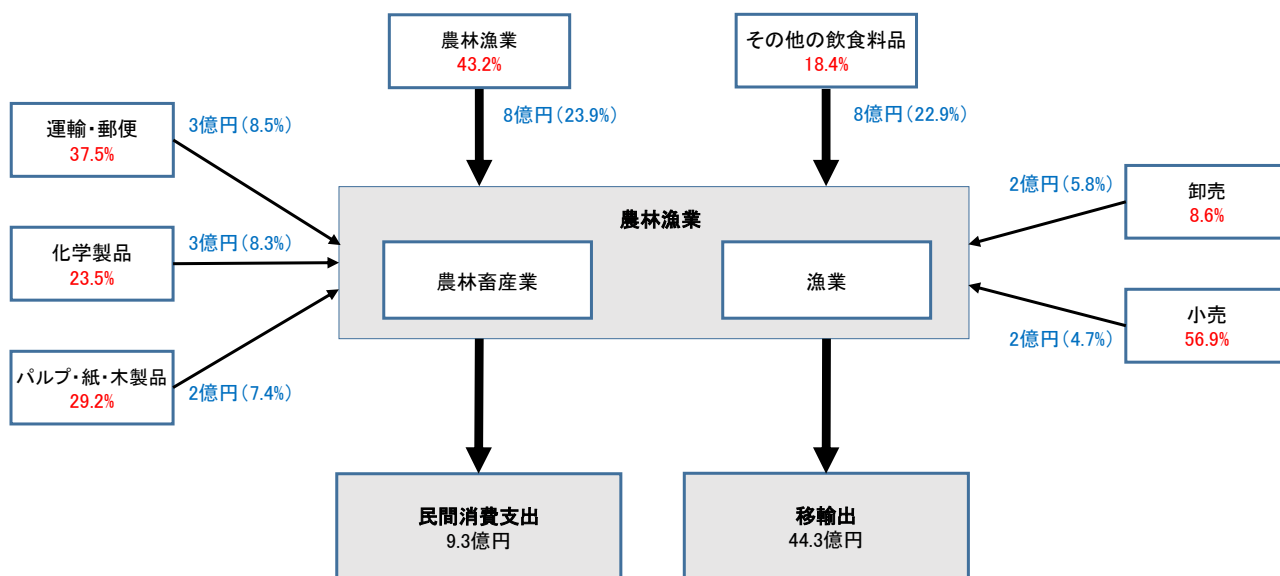 農林漁業
43.2%
その他の飲食料品
18.4%
8億円(23.9%)
8億円(22.9%)
運輸・郵便
37.5%
3億円(8.5%)
化学製品
23.5%
3億円(8.3%)
パルプ・紙・木製品
29.2%
2億円(7.4%)
農林漁業
農林畜産業
漁業
2億円(5.8%)
卸売
8.6%
小売
56.9%
2億円(4.7%)
民間消費支出
9.3億円
移輸出
44.3億円